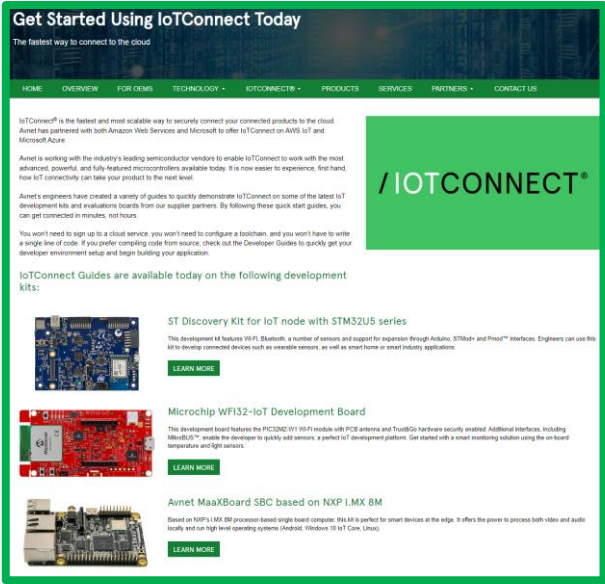 Get Started Using IoTConnect Today
The fastest way to connect to the cloud
HOME OVERVIEW FOR OEMS TECHNOLOGY IOTCONNECT® PRODUCTS SERVICES PARTNERS CONTACT US
IoTConnect® is the fastest and most scalable way to securely connect your connected products to the cloud.
Avnet has partnered with both Amazon Web Services and Microsoft to offer IoTConnect on AWS IoT and
Microsoft Azure.
Avnet is working with the industry's leading semiconductor vendors to enable IoTConnect to work with the most
advanced, powerful, and fully-featured microcontrollers available today. It is now easier to experience, first hand,
how IoT connectivity can take your product to the next level.
Avnet's engineers have created a variety of guides to quickly demonstrate IoTConnect on some of the latest IoT
development kits and evaluations boards from our supplier partners. By following these quick start guides, you
can get connected in minutes, not hours.
You won't need to sign up to a cloud service, you won't need to configure a toolchain, and you won't have to write
a single line of code. If you prefer compiling code from source, check out the Developer Guides to quickly get your
developer environment setup and begin building your application.
/IOTCONNECT®
IoTConnect Guides are available today on the following development
kits:
ST Discovery Kit for IoT node with STM32U5 series
This development kit features Wi-Fi, Bluetooth, a number of sensors and support for expansion through Arduino, STMod+ and Pmod™ interfaces. Engineers can use this
kit to develop connected devices such as wearable sensors, as well as smart home or smart industry applications.
LEARN MORE
Microchip WFI32-IoT Development Board
This development board features the PIC32MZ-W1 Wi-Fi module with PCB antenna and Trust&Go hardware security enabled. Additional Interfaces, including
MikroBUS™, enable the developer to quickly add sensors, a perfect IoT development platform. Get started with a smart monitoring solution using the on-board
temperature and light sensors.
LEARN MORE
Avnet MaaXBoard SBC based on NXP i.MX 8M
Based on NXP's i.MX 8M processor-based single board computer, this kit is perfect for smart devices at the edge. It offers the power to process both video and audio
locally and run high level operating systems (Android, Windows 10 IoT Core, Linux).
LEARN MORE